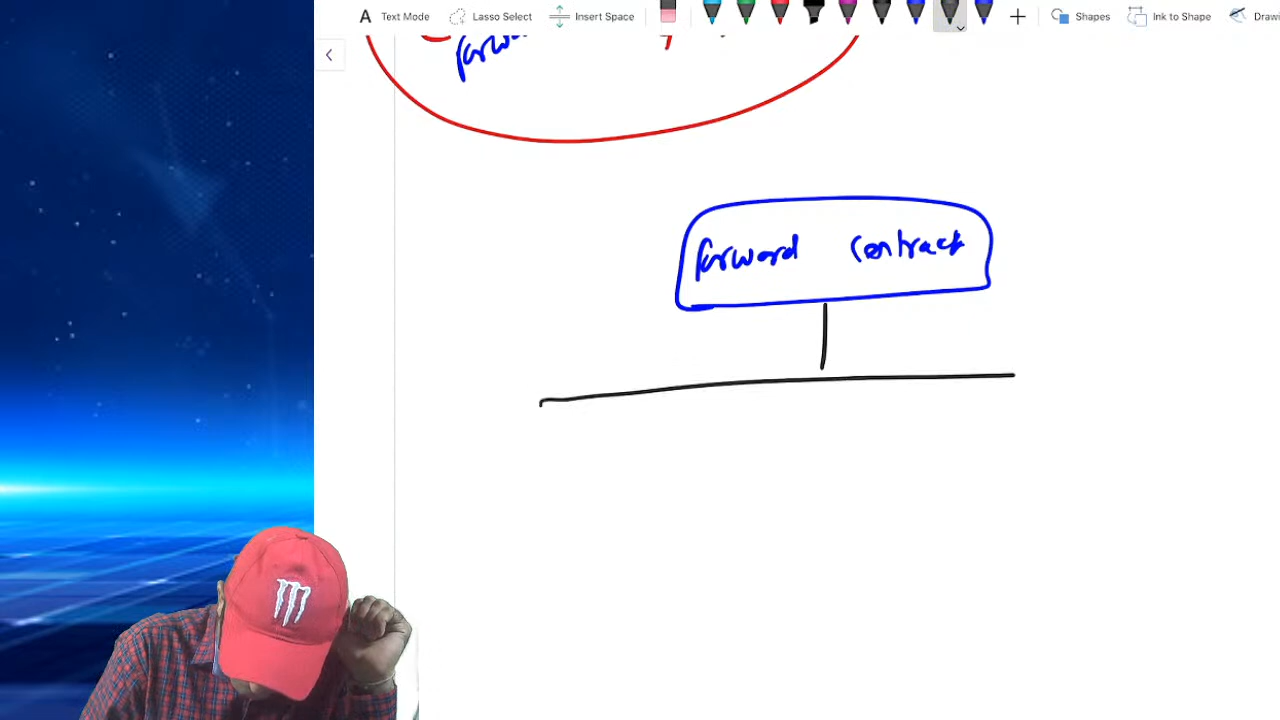 Text Mode Lasso Select Insert Space Shapes Ink to Shape
forward contract